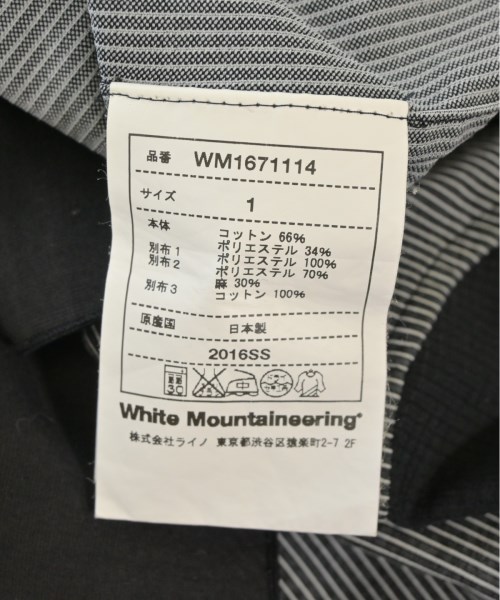 品番 WM1671114
サイズ 1
本体 コットン 66%
ポリエステル 34%
別布1 ポリエステル 100%
別布2 ポリエステル 70%
麻 30%
別布3 コットン 100%
原産国 日本製
2016SS
30
White Mountaineering®
株式会社ライノ 東京都渋谷区猿楽町2-7 2F